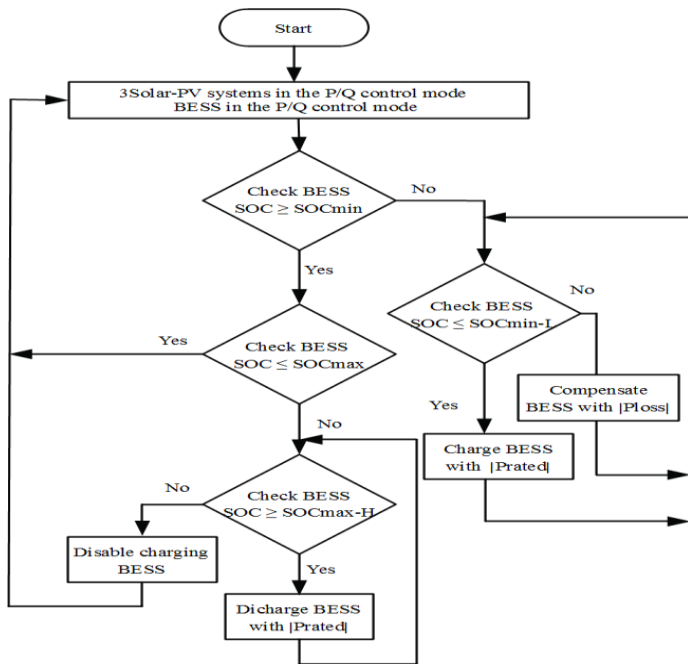 Start
3Solar-PV systems in the P/Q control mode
BESS in the P/Q control mode
Check BESS
SOC ≥ SOCmin
No
Yes
Check BESS
SOC ≤ SOCmin-L
No
Yes
Check BESS
SOC ≤ SOCmax
Compensate
BESS with |Ploss|
Yes
No
Charge BESS
with |Prated|
Check BESS
SOC ≥ SOCmax-H
No
Disable charging
BESS
Yes
Dicharge BESS
with |Prated|